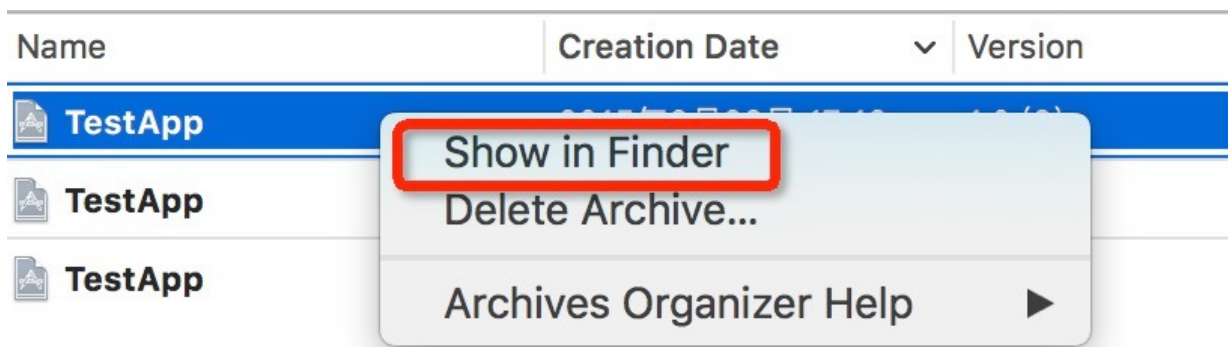 Name Creation Date Version
TestApp
Show in Finder
TestApp
Delete Archive...
TestApp
Archives Organizer Help